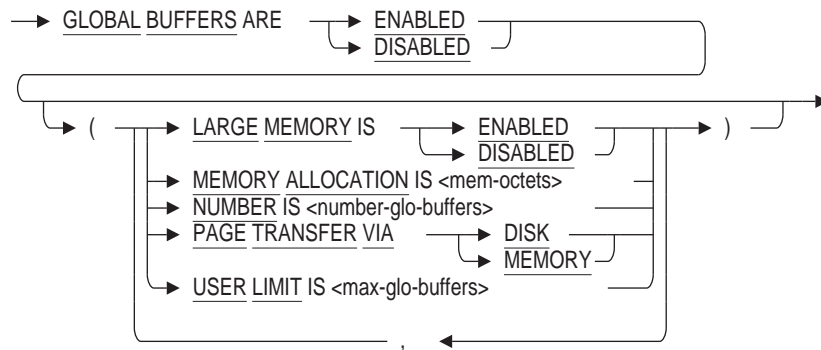 GLOBAL BUFFERS ARE ENABLED
DISABLED
( LARGE MEMORY IS ENABLED )
DISABLED
MEMORY ALLOCATION IS <mem-octets>
NUMBER IS <number-glo-buffers>
PAGE TRANSFER VIA DISK
MEMORY
USER LIMIT IS <max-glo-buffers>
,